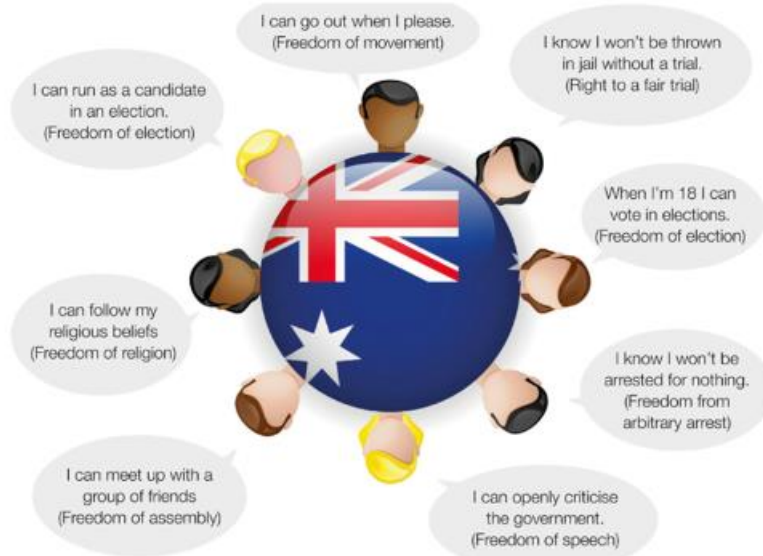 I can go out when I please.
(Freedom of movement)
I know I won't be thrown
in jail without a trial.
(Right to a fair trial)
I can run as a candidate
in an election.
(Freedom of election)
When I'm 18 I can
vote in elections.
(Freedom of election)
I can follow my
religious beliefs
(Freedom of religion)
I know I won't be
arrested for nothing.
(Freedom from
arbitrary arrest)
I can meet up with a
group of friends
(Freedom of assembly)
I can openly criticise
the government.
(Freedom of speech)